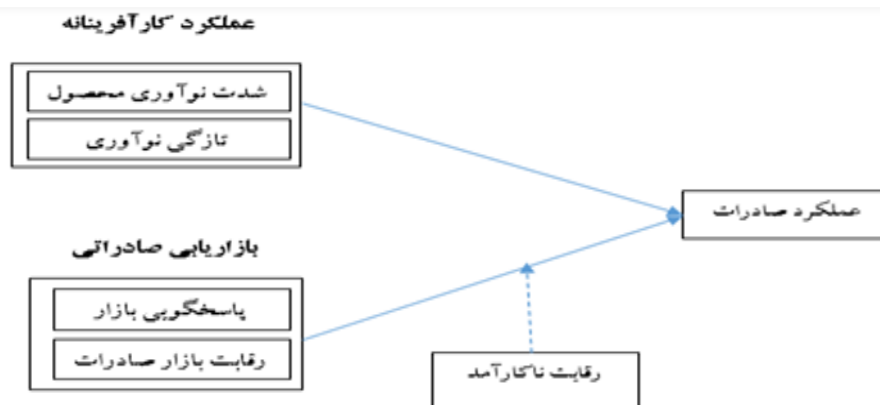 عملکرد کارآفرینانه
شدت نوآوری محصول
تازگی نوآوری
عملکرد صادرات
بازاریابی صادراتی
پاسخگویی بازار
رقابت بازار صادرات
رقابت ناکارآمد